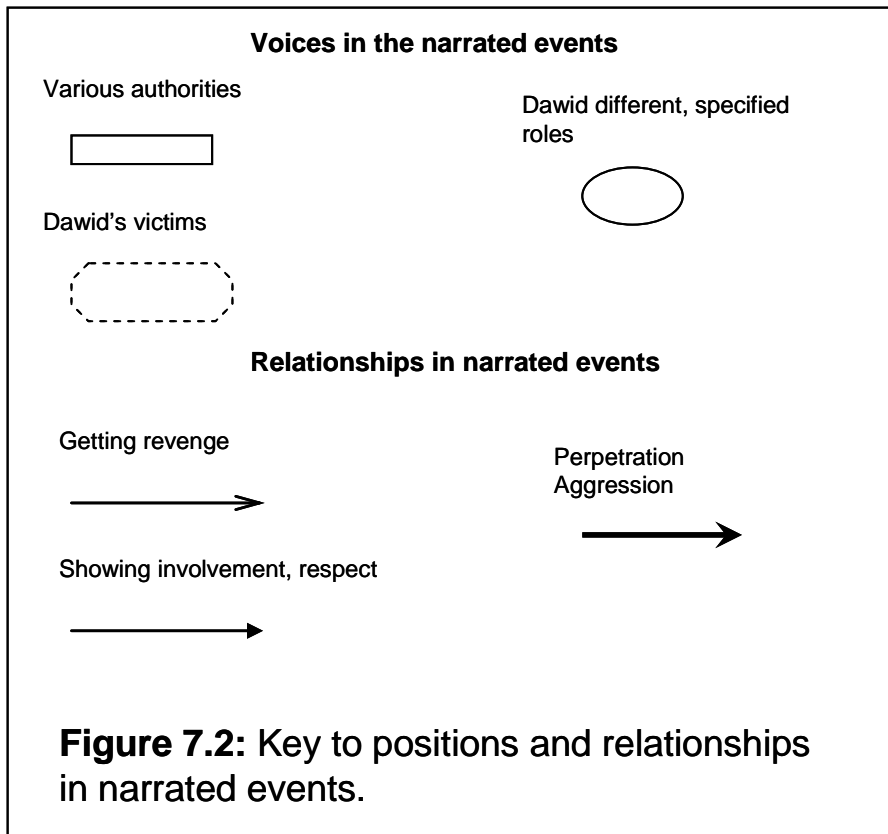 Voices in the narrated events
Various authorities
Dawid different, specified
roles
Dawid's victims
Relationships in narrated events
Getting revenge
Perpetration
Aggression
Showing involvement, respect
Figure 7.2: Key to positions and relationships
in narrated events.